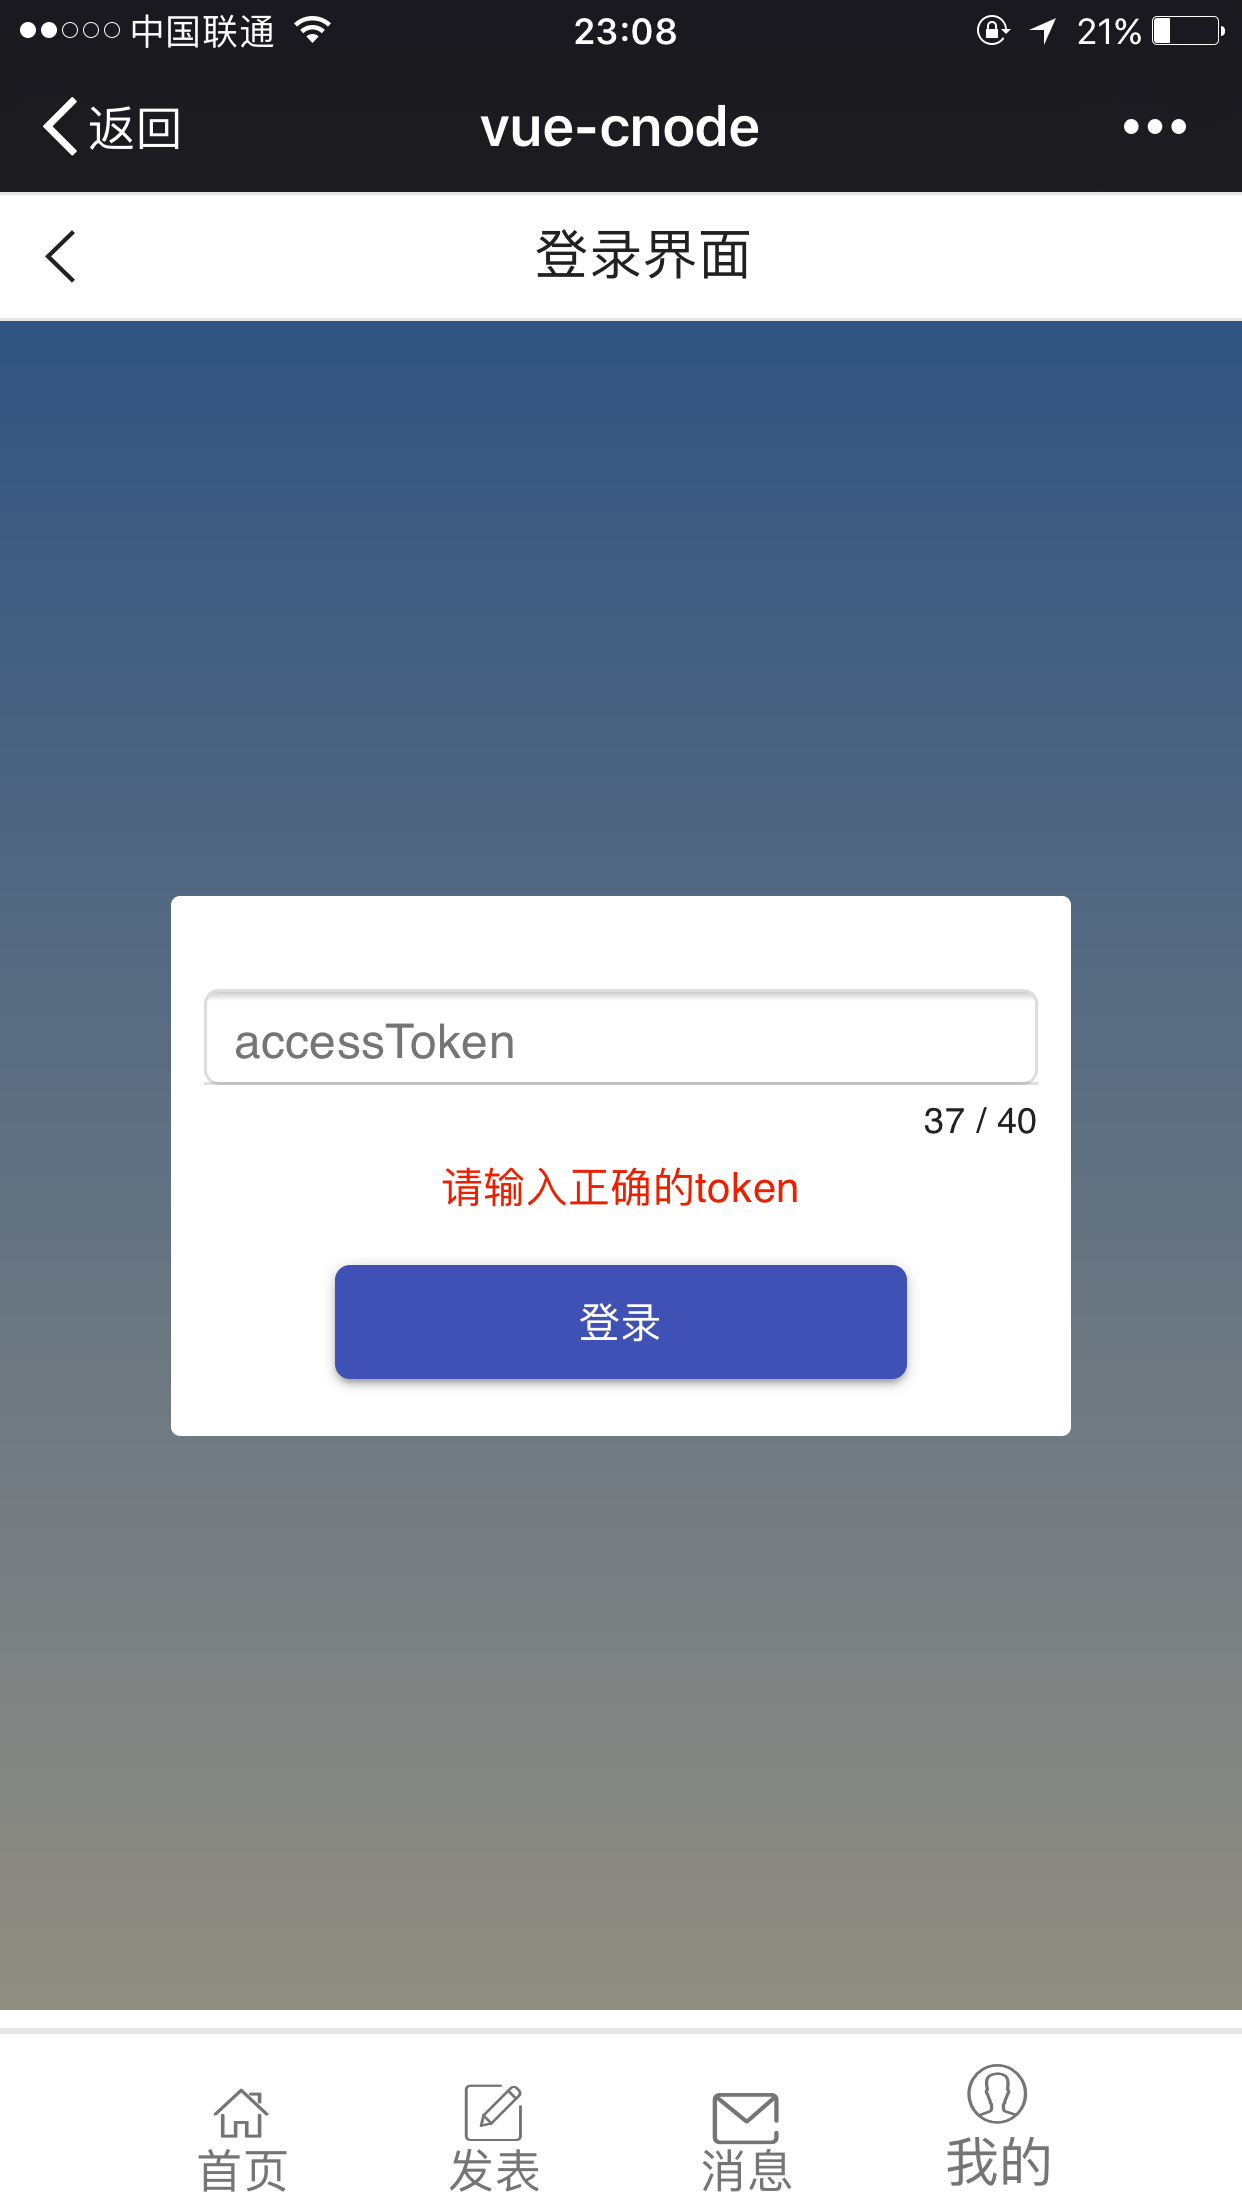 中国联通 23:08 21%
返回 vue-cnode
登录界面
accessToken
37 / 40
请输入正确的token
登录
首页 发表 消息 我的